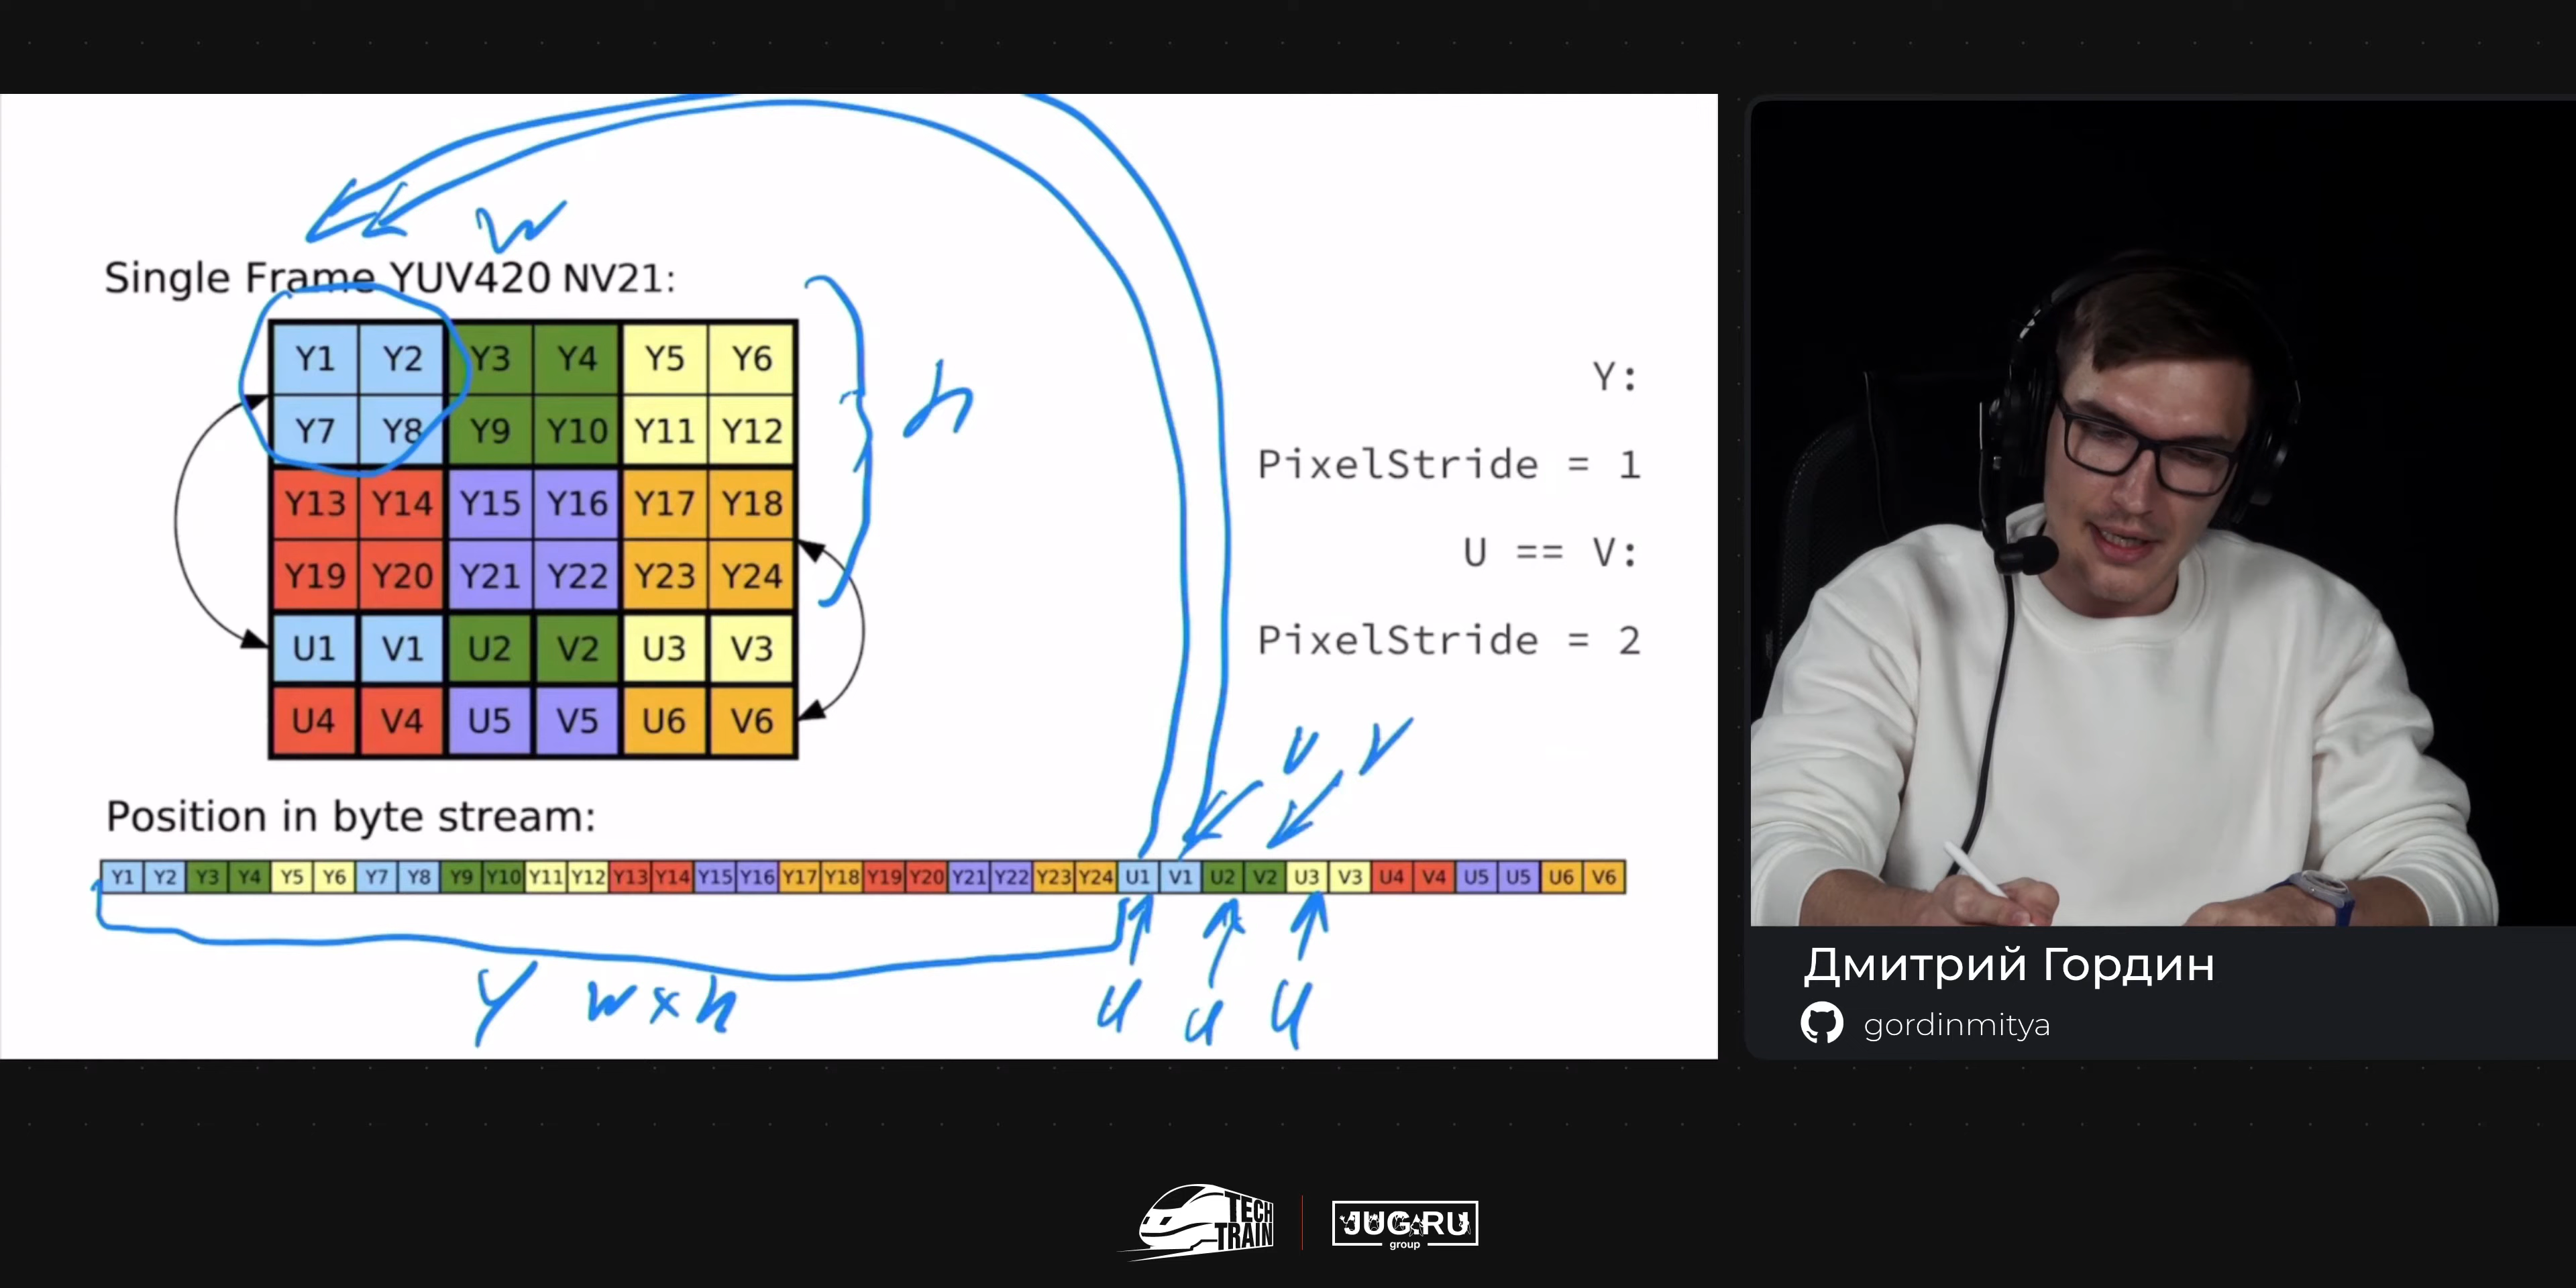 W
Single Frame YUV420 NV21:
Y1 Y2 Y3 Y4 Y5 Y6
Y7 Y8 Y9 Y10 Y11 Y12
Y13 Y14 Y15 Y16 Y17 Y18
Y19 Y20 Y21 Y22 Y23 Y24
U1 V1 U2 V2 U3 V3
U4 V4 U5 V5 U6 V6
h
Y:
PixelStride = 1
U == V:
PixelStride = 2
U V
Position in byte stream:
Y1 Y2 Y3 Y4 Y5 Y6 Y7 Y8 Y9 Y10 Y11 Y12 Y13 Y14 Y15 Y16 Y17 Y18 Y19 Y20 Y21 Y22 Y23 Y24 U1 V1 U2 V2 U3 V3 U4 V4 U5 U5 U6 V6
Y w x h
U U U
Дмитрий Гордин
gordinmitya
TECH
TRAIN
JUG.RU
group